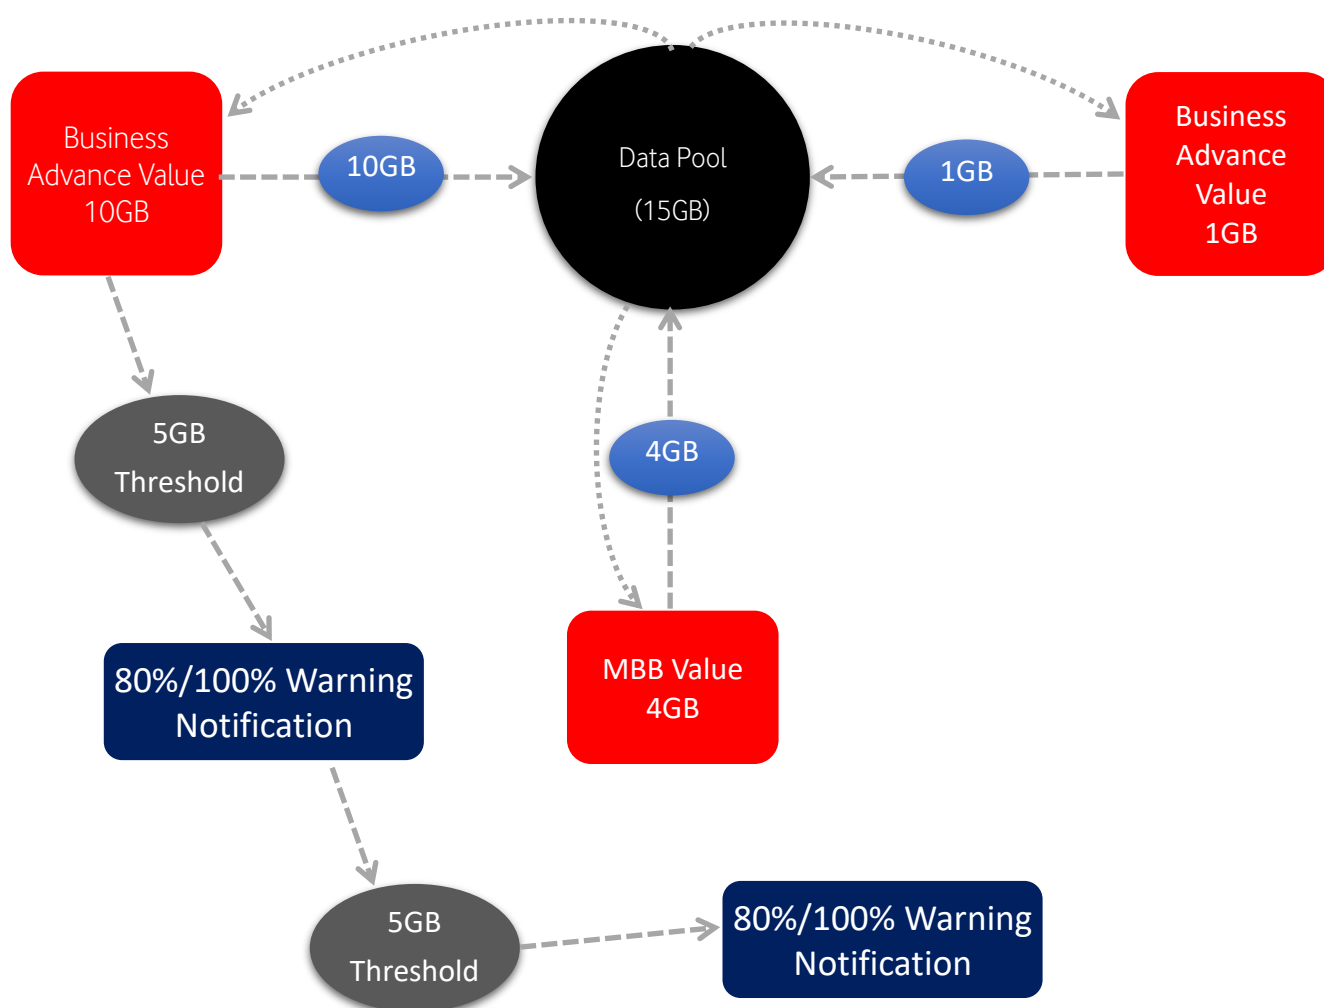 Business
Advance Value
10GB
10GB
Data Pool
(15GB)
1GB
Business
Advance
Value
1GB
5GB
Threshold
4GB
80%/100% Warning
Notification
MBB Value
4GB
5GB
Threshold
80%/100% Warning
Notification